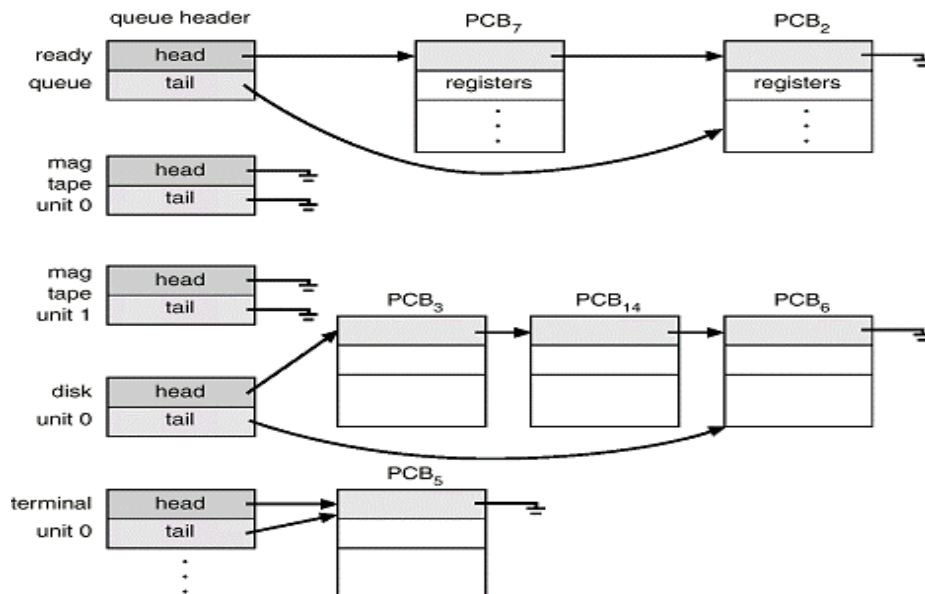 queue header
PCB7
PCB2
ready
queue
head
tail
registers
registers
mag
tape
unit 0
head
tail
mag
tape
unit 1
head
tail
PCB3
PCB14
PCB6
disk
unit 0
head
tail
PCB5
terminal
unit 0
head
tail